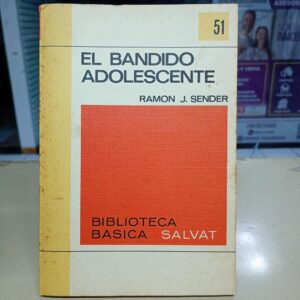 51
EL BANDIDO
ADOLESCENTE
RAMON J. SENDER
BIBLIOTECA
BASICA SALVAT